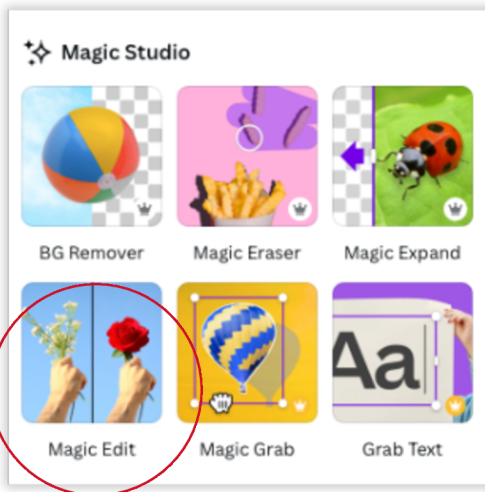 Magic Studio
BG Remover
Magic Eraser
Magic Expand
Aa
Magic Edit
Magic Grab
Grab Text